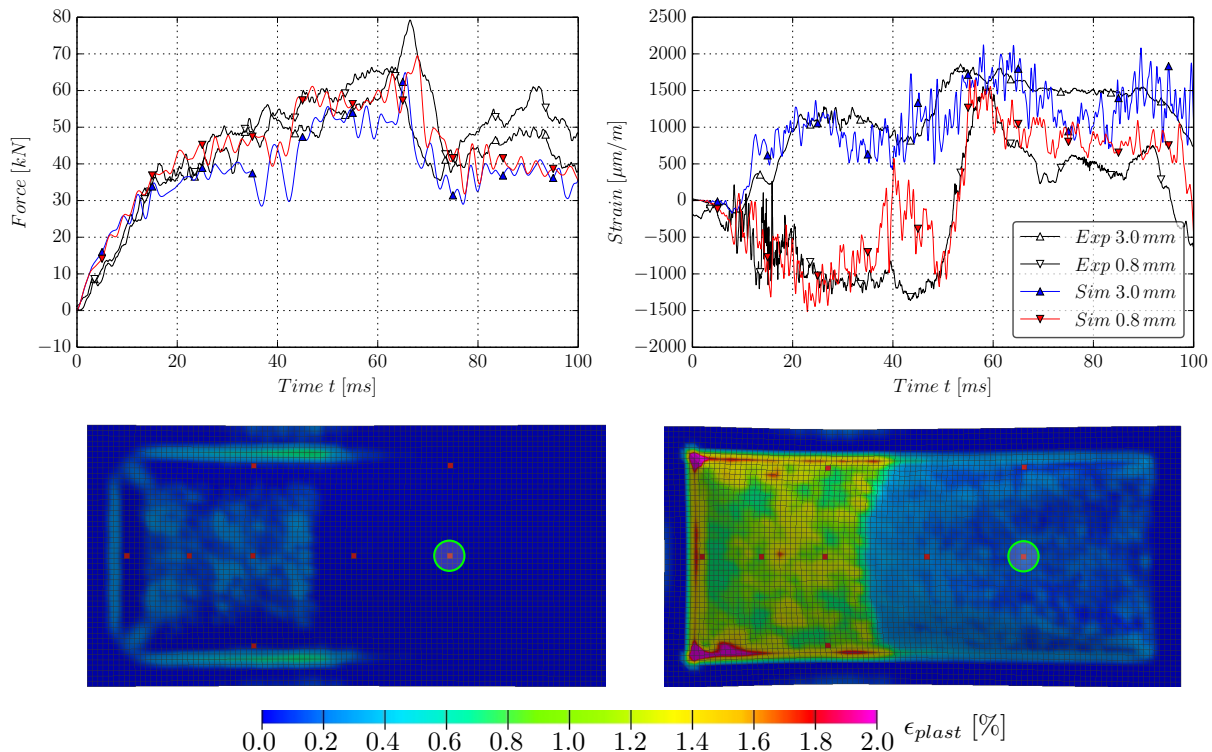 80
70
60
50
40
30
20
10
0
−10
Force [kN]
0 20 40 60 80 100
Time t [ms]
2500
2000
1500
1000
500
0
−500
−1000
−1500
−2000
Strain [μm/m]
0 20 40 60 80 100
Time t [ms]
Exp 3.0 mm
Exp 0.8 mm
Sim 3.0 mm
Sim 0.8 mm
0.0 0.2 0.4 0.6 0.8 1.0 1.2 1.4 1.6 1.8 2.0
ϵplast [%]